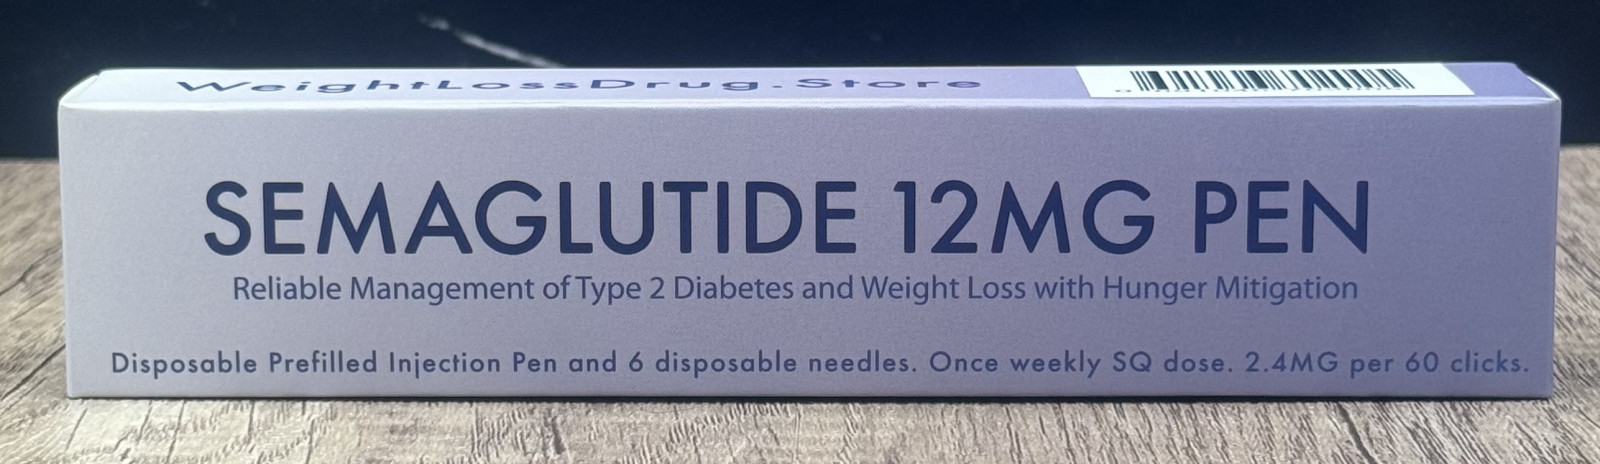 WeightLossDrug.Store
SEMAGLUTIDE 12MG PEN
Reliable Management of Type 2 Diabetes and Weight Loss with Hunger Mitigation
Disposable Prefilled Injection Pen and 6 disposable needles. Once weekly SQ dose. 2.4MG per 60 clicks.